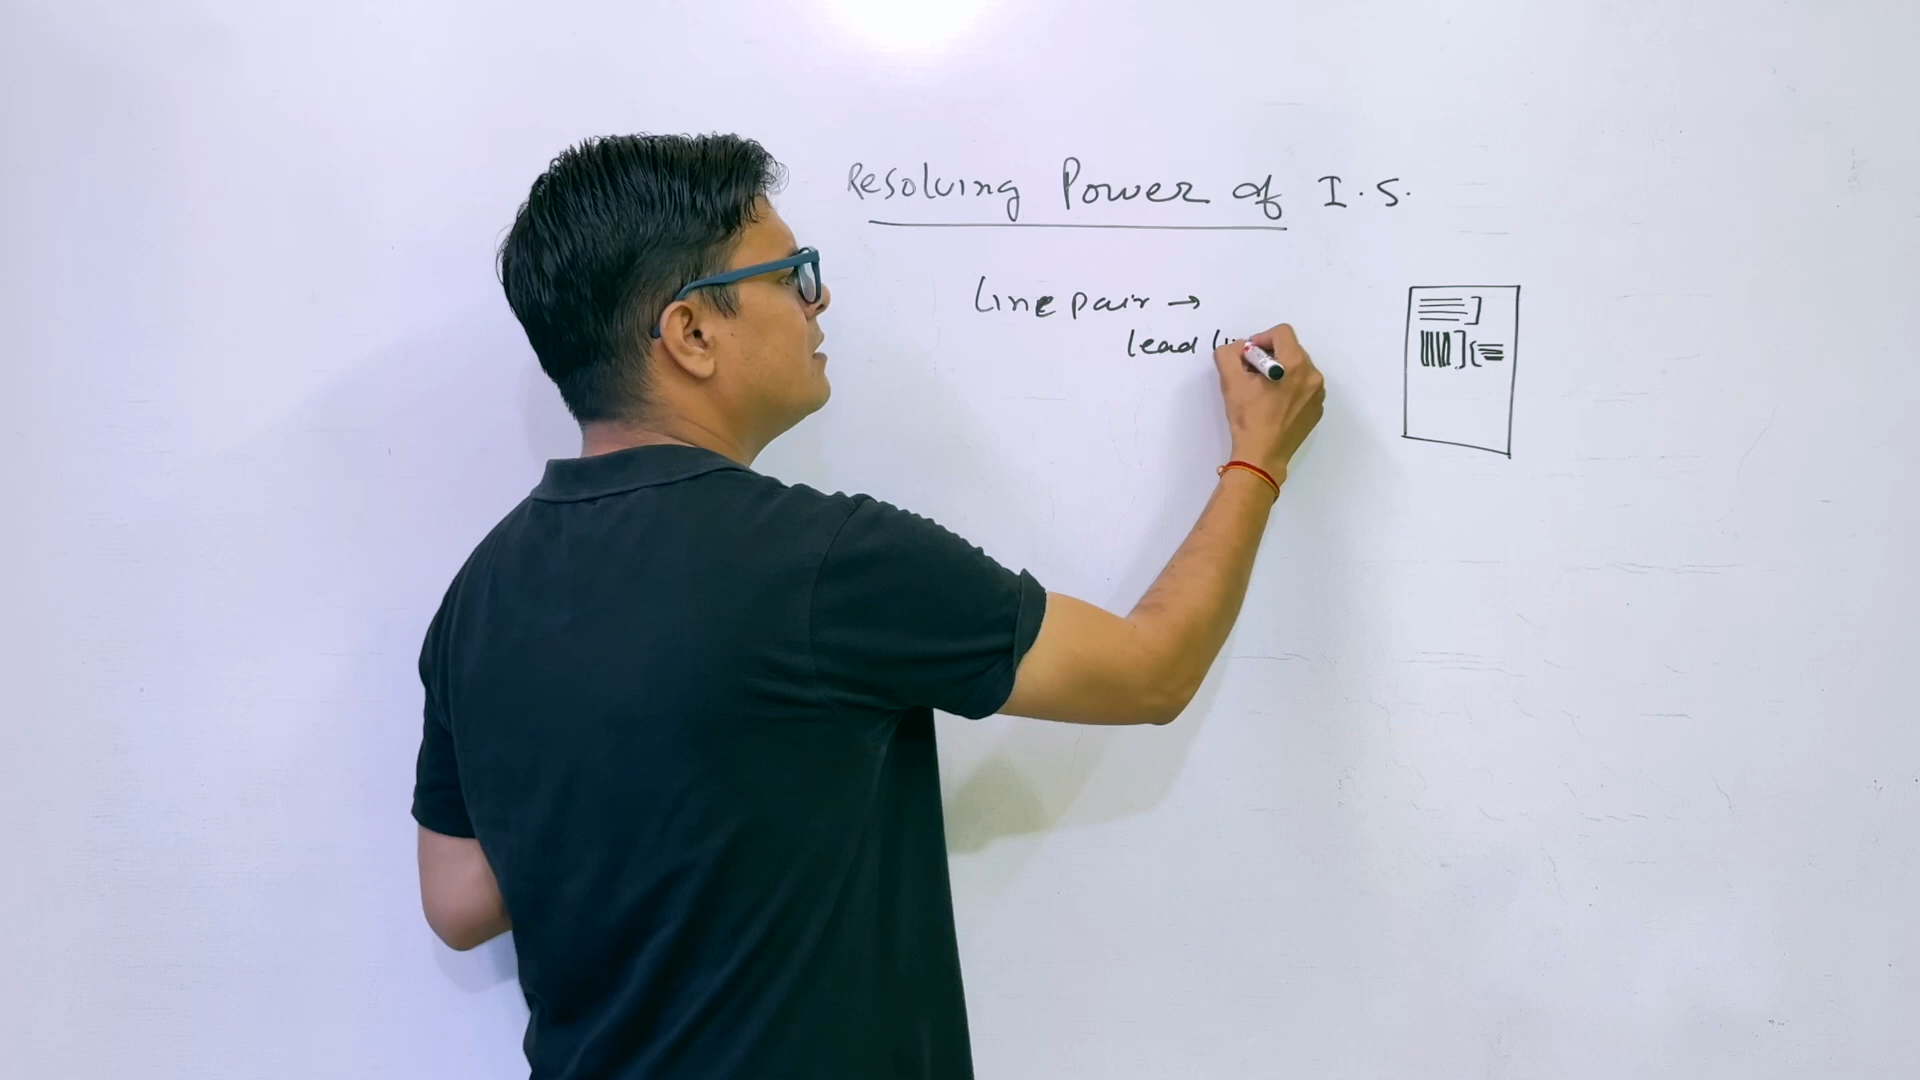 Resolving Power of I.S.
Line pair →
lead